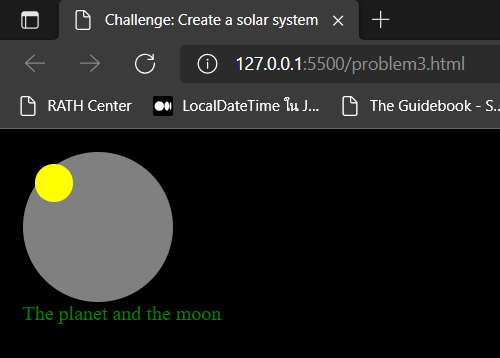 Challenge: Create a solar system
127.0.0.1:5500/problem3.html
RATH Center
LocalDateTime ใน J...
The Guidebook - S...
The planet and the moon